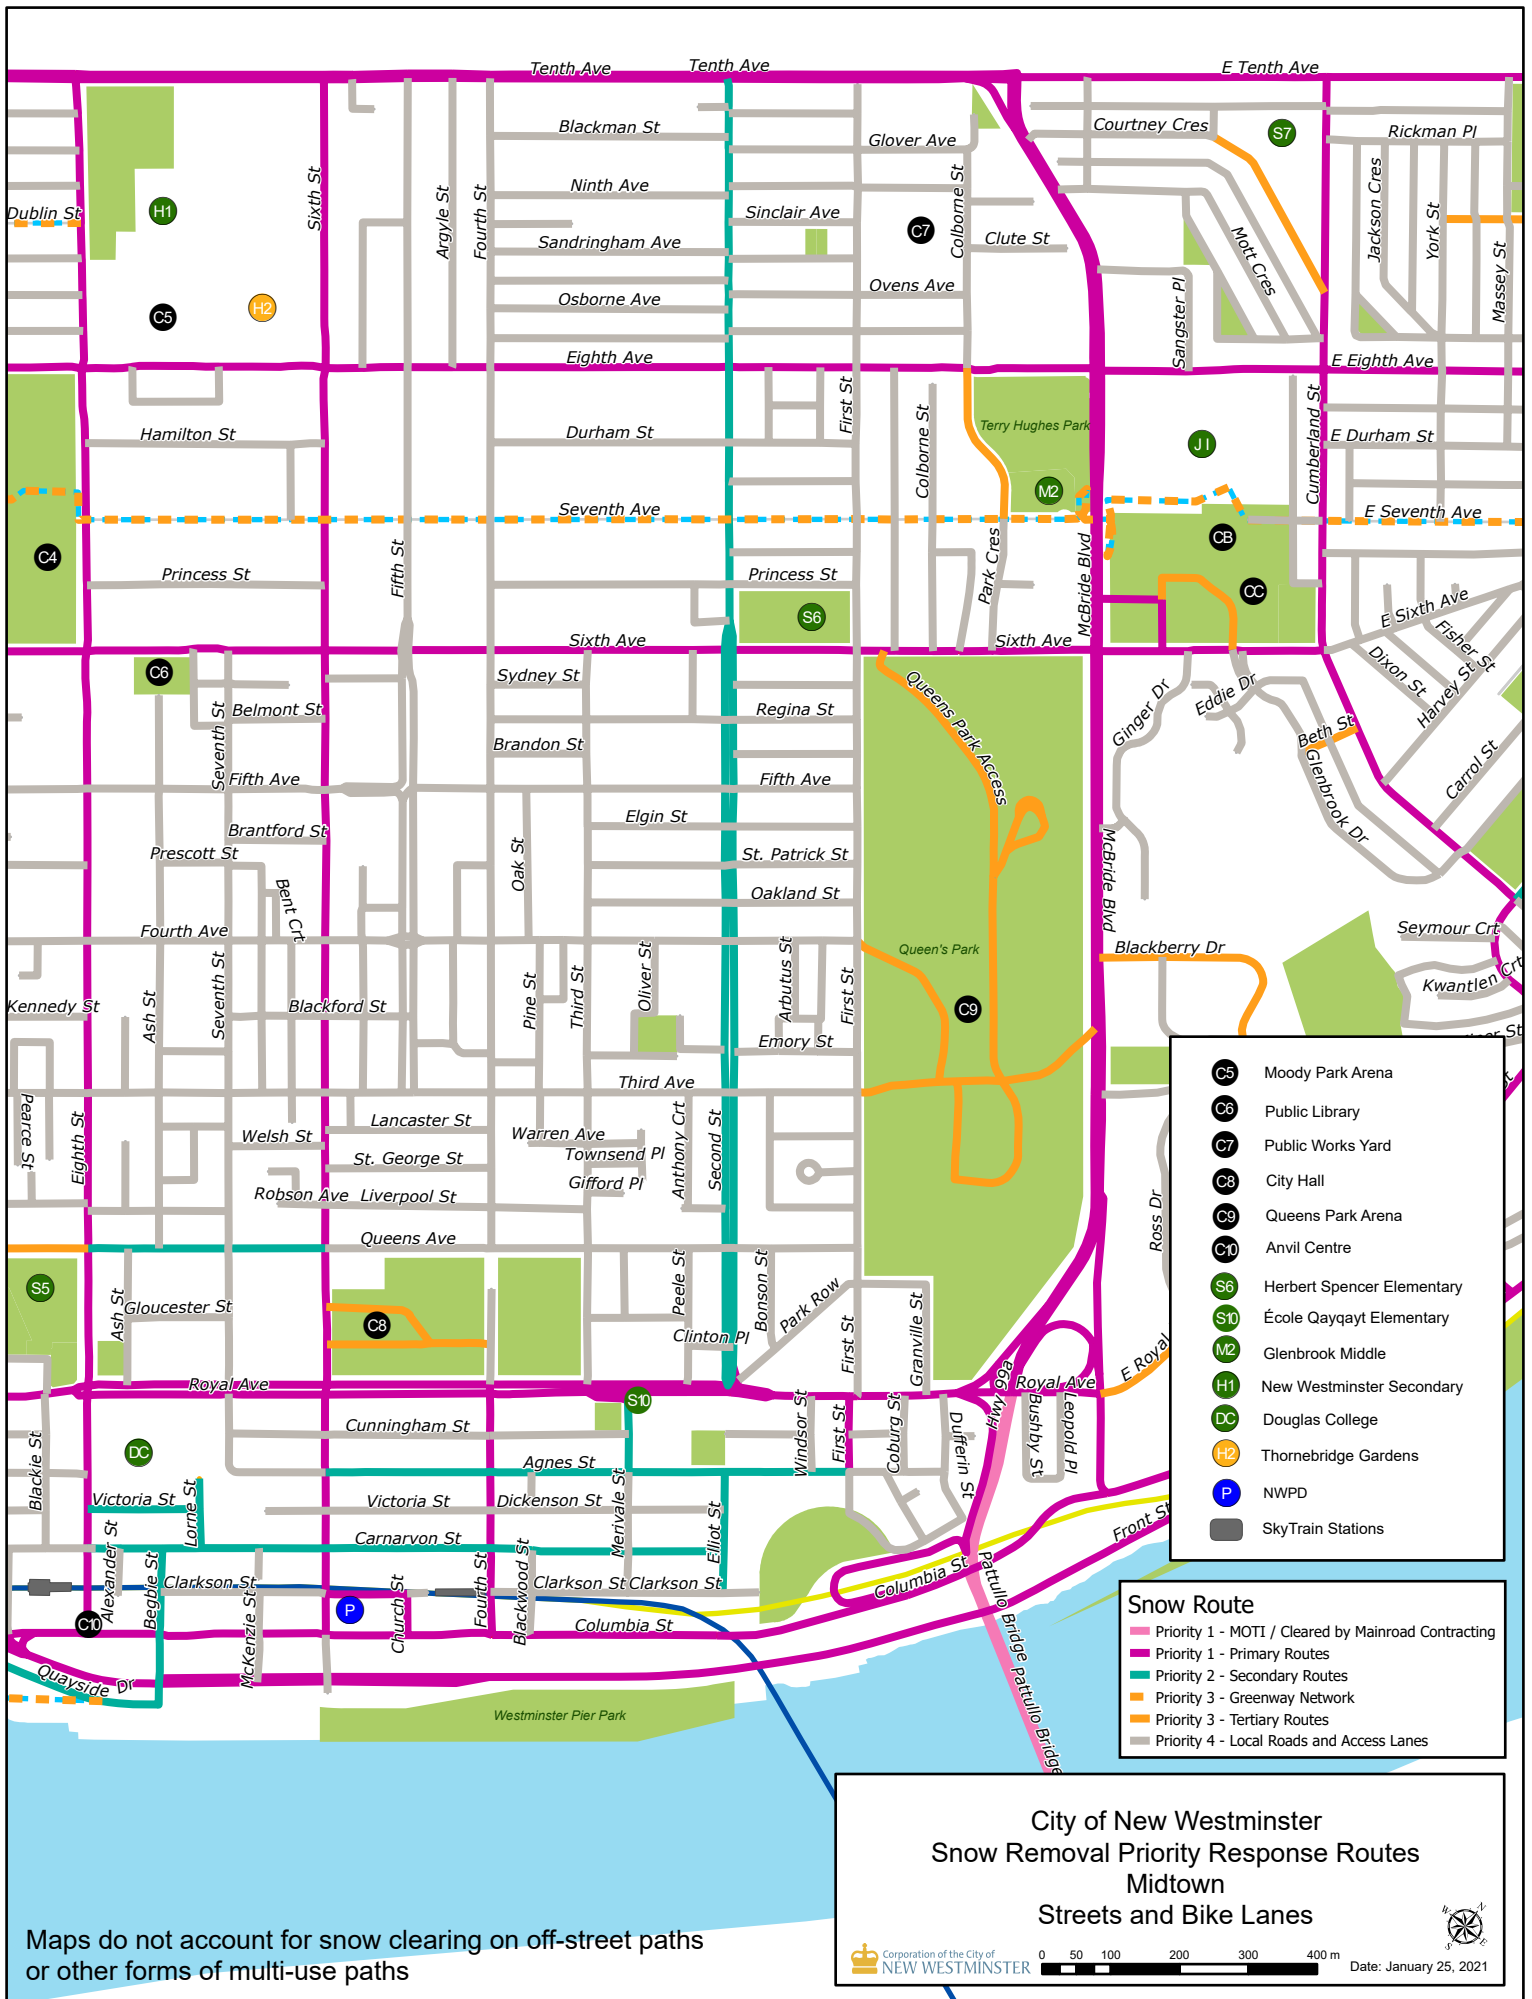 Tenth Ave
Tenth Ave
E Tenth Ave
Blackman St
Glover Ave
Courtney Cres
S7
Rickman Pl
Ninth Ave
Dublin St
H1
Sixth St
Argyle St
Fourth St
Sinclair Ave
Sandringham Ave
C7
Colborne St
Clute St
Mott Cres
Jackson Cres
York St
Massey St
C5
H2
Osborne Ave
Ovens Ave
Sangster Pl
Eighth Ave
E Eighth Ave
First St
Hamilton St
Durham St
Colborne St
Terry Hughes Park
J I
Cumberland St
E Durham St
M2
Seventh Ave
E Seventh Ave
C4
Fifth St
CB
Princess St
Princess St
Park Cres
McBride Blvd
CC
S6
E Sixth Ave
Sixth Ave
Sixth Ave
Fisher St
C6
Sydney St
Dixon St
Harvey St
Seventh St
Belmont St
Regina St
Queens Park Access
Ginger Dr
Eddie Dr
Beth St
Brandon St
Fifth Ave
Fifth Ave
Glenbrook Dr
Carrol St
Brantford St
Elgin St
Prescott St
Oak St
St. Patrick St
McBride Blvd
Bent Crt
Oakland St
Fourth Ave
Queen's Park
Blackberry Dr
Seymour Crt
Kwantlen Crt
Kennedy St
Ash St
Seventh St
Blackford St
Pine St
Third St
Oliver St
Arbutus St
First St
C9
Emory St
Third Ave
Pearce St
Eighth St
Welsh St
Lancaster St
Warren Ave
Townsend Pl
Anthony Crt
Second St
St. George St
Gifford Pl
Robson Ave
Liverpool St
Ross Dr
Queens Ave
S5
Ash St
Gloucester St
C8
Peele St
Bonson St
Park Row
Clinton Pl
First St
Granville St
Hwy 99a
E Royal
Royal Ave
Royal Ave
S10
Cunningham St
Blackie St
DC
Agnes St
Windsor St
First St
Coburg St
Dufferin St
Bushby St
Leopold Pl
Victoria St
Lorne St
Victoria St
Dickenson St
Merivale St
Elliot St
Carnarvon St
Front St
Alexander St
Begbie St
Clarkson St
McKenzie St
Church St
Fourth St
Blackwood St
Clarkson St
Clarkson St
Columbia St
Pattullo Bridge
Pattullo Bridge
C10
P
Columbia St
Quayside Dr
Westminster Pier Park
C5 Moody Park Arena
C6 Public Library
C7 Public Works Yard
C8 City Hall
C9 Queens Park Arena
C10 Anvil Centre
S6 Herbert Spencer Elementary
S10 École Qayqayt Elementary
M2 Glenbrook Middle
H1 New Westminster Secondary
DC Douglas College
H2 Thornebridge Gardens
P NWPD
SkyTrain Stations
Snow Route
Priority 1 - MOTI / Cleared by Mainroad Contracting
Priority 1 - Primary Routes
Priority 2 - Secondary Routes
Priority 3 - Greenway Network
Priority 3 - Tertiary Routes
Priority 4 - Local Roads and Access Lanes
City of New Westminster
Snow Removal Priority Response Routes
Midtown
Streets and Bike Lanes
Corporation of the City of
NEW WESTMINSTER
0 50 100 200 300 400 m
N
E
S
W
Date: January 25, 2021
Maps do not account for snow clearing on off-street paths
or other forms of multi-use paths